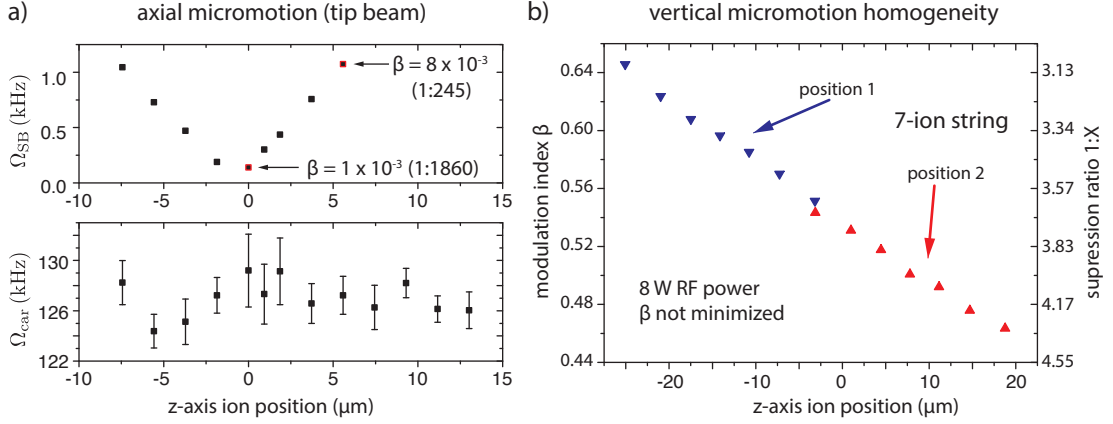 a)
axial micromotion (tip beam)
Ω_SB (kHz)
1.0
0.5
0.0
β = 8 x 10⁻³
(1:245)
β = 1 x 10⁻³ (1:1860)
-10
-5
0
5
10
15
Ω_car (kHz)
130
126
122
-10
-5
0
5
10
15
z-axis ion position (μm)
b)
vertical micromotion homogeneity
modulation index β
0.64
0.60
0.56
0.52
0.48
0.44
position 1
7-ion string
position 2
8 W RF power
β not minimized
3.13
3.34
3.57
3.83
4.17
4.55
supression ratio 1:X
-20
-10
0
10
20
z-axis ion position (μm)